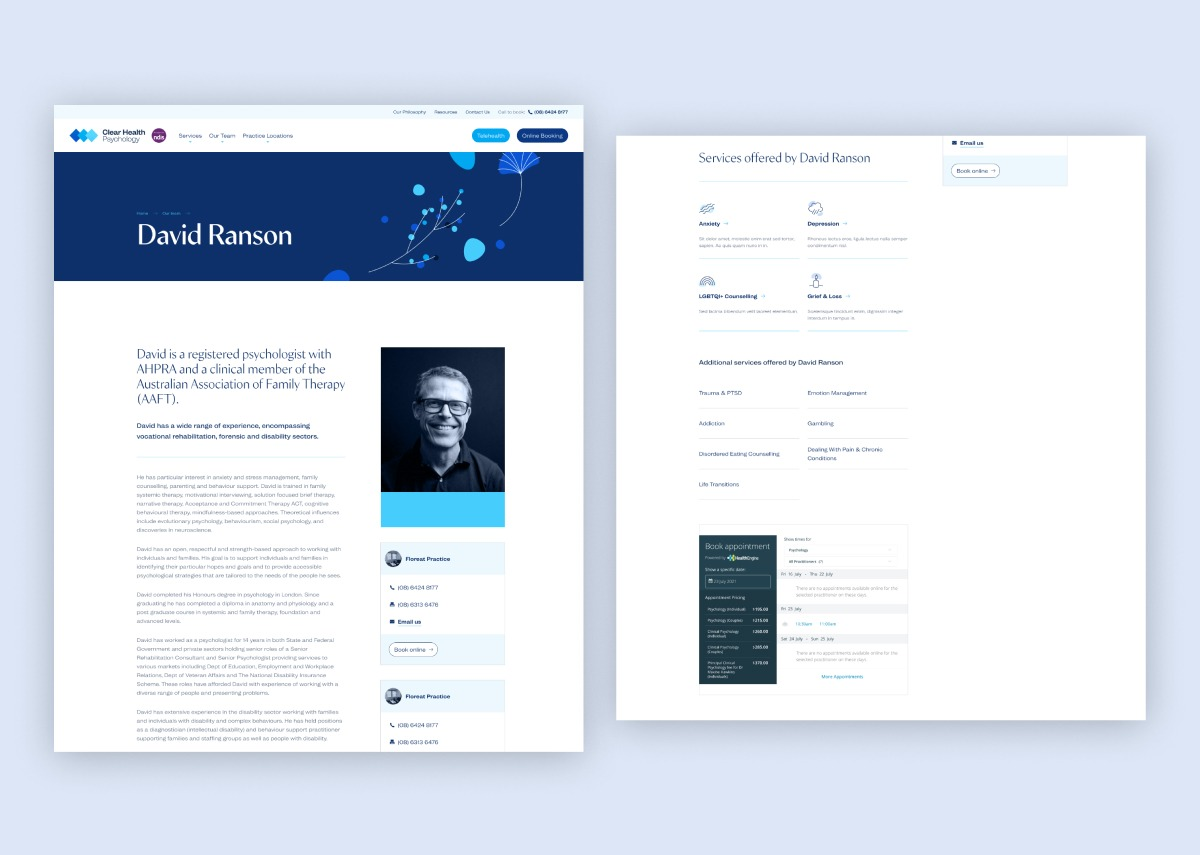 Our Philosophy Resources Contact Us Call to book: (08) 6424 8177
Clear Health
Psychology
ndis
Services Our Team Practice Locations
Telehealth Online Booking
Home Our Team
David Ranson
David is a registered psychologist with
AHPRA and a clinical member of the
Australian Association of Family Therapy
(AAFT).
David has a wide range of experience, encompassing
vocational rehabilitation, forensic and disability sectors.
He has particular interest in anxiety and stress management, family
counselling, parenting and behaviour support. David is trained in family
systemic therapy, motivational interviewing, solution focused brief therapy,
narrative therapy, Acceptance and Commitment Therapy ACT, cognitive
behavioural therapy, mindfulness-based approaches. Theoretical influences
include evolutionary psychology, behaviourism, social psychology, and
discoveries in neuroscience.
David has an open, respectful and strength-based approach to working with
individuals and families. His goal is to support individuals and families in
identifying their particular hopes and goals and to provide accessible
psychological strategies that are tailored to the needs of the people he sees.
David completed his Honours degree in psychology in London. Since
graduating he has completed a diploma in anatomy and physiology and a
post graduate course in systemic and family therapy, foundation and
advanced levels.
David has worked as a psychologist for 14 years in both State and Federal
Government and private sectors holding senior roles of a Senior
Rehabilitation Consultant and Senior Psychologist providing services to
various markets including Dept of Education, Employment and Workplace
Relations, Dept of Veteran Affairs and The National Disability Insurance
Scheme. These roles have afforded David with experience of working with a
diverse range of people and presenting problems.
David has extensive experience in the disability sector working with families
and individuals with disability and complex behaviours. He has held positions
as a diagnostician (intellectual disability) and behaviour support practitioner
supporting families and staffing groups as well as people with disability.
Floreat Practice
(08) 6424 8177
(08) 6313 6476
Email us
Book online
Floreat Practice
(08) 6424 8177
(08) 6313 6476
Services offered by David Ranson
Anxiety
Depression
LGBTQI+ Counselling
Grief & Loss
Additional services offered by David Ranson
Trauma & PTSD
Emotion Management
Addiction
Gambling
Disordered Eating Counselling
Dealing With Pain & Chronic
Conditions
Life Transitions
Email us
Book online
Book appointment
Powered by HealthEngine
Show a specific date:
23 July 2021
Appointment Pricing
Psychology (Individual) $195.00
Psychology (Couples) $215.00
Clinical Psychology
(Individual)
Clinical Psychology
(Couples)
Show times for
Psychology
All Practitioners
Fri 16 July - Thu 22 July
There are no appointments available online for the
selected practitioner on these days.
Fri 23 July
10:30am 11:00am
Sat 24 July - Sun 25 July
There are no appointments available online for the
selected practitioner on these days.
More Appointments